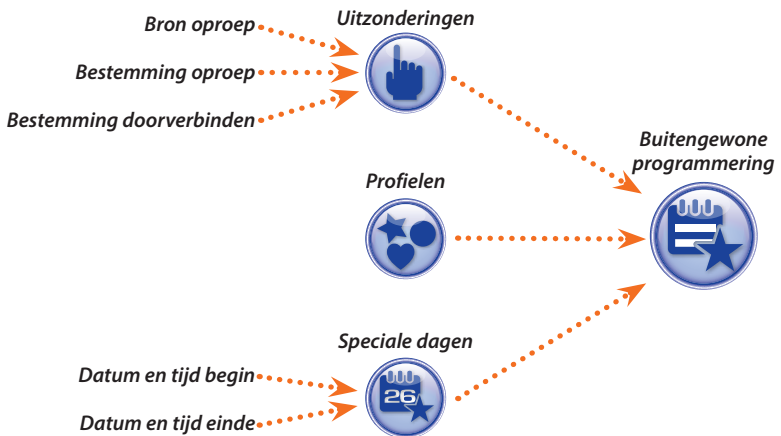 Bron oproep
Uitzonderingen
Bestemming oproep
Bestemming doorverbinden
Buitengewone
programmering
Profielen
Speciale dagen
Datum en tijd begin
26
Datum en tijd einde